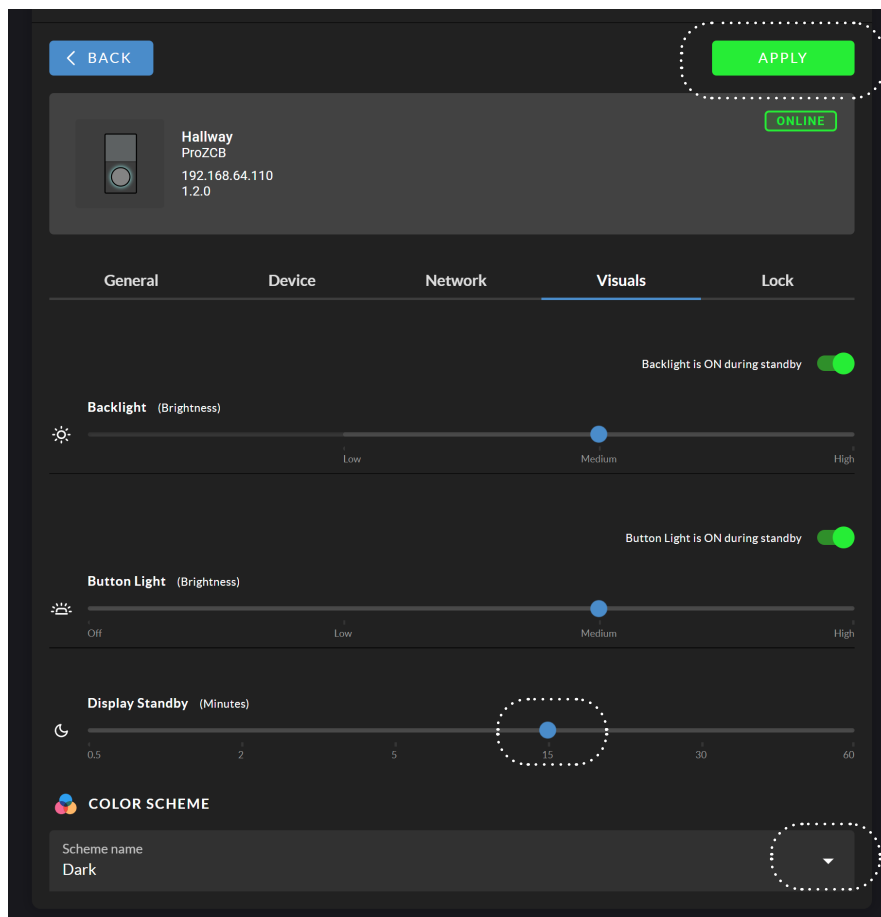 BACK
APPLY
ONLINE
Hallway
ProZCB
192.168.64.110
1.2.0
General Device Network Visuals Lock
Backlight is ON during standby
Backlight (Brightness)
Low Medium High
Button Light is ON during standby
Button Light (Brightness)
Off Low Medium High
Display Standby (Minutes)
0.5 2 5 15 30 60
COLOR SCHEME
Scheme name
Dark